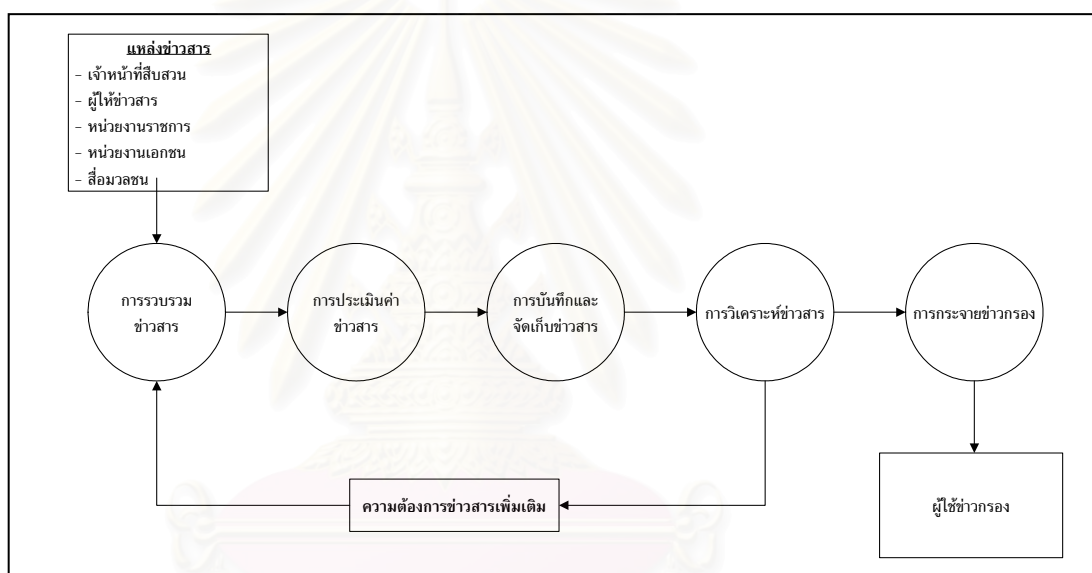 แหล่งข่าวสาร
- เจ้าหน้าที่สืบสวน
- ผู้ให้ข่าวสาร
- หน่วยงานราชการ
- หน่วยงานเอกชน
- สื่อมวลชน
การรวบรวม
ข่าวสาร
การประเมินค่า
ข่าวสาร
การบันทึกและ
จัดเก็บข่าวสาร
การวิเคราะห์ข่าวสาร
การกระจายข่าวกรอง
ความต้องการข่าวสารเพิ่มเติม
ผู้ใช้ข่าวกรอง